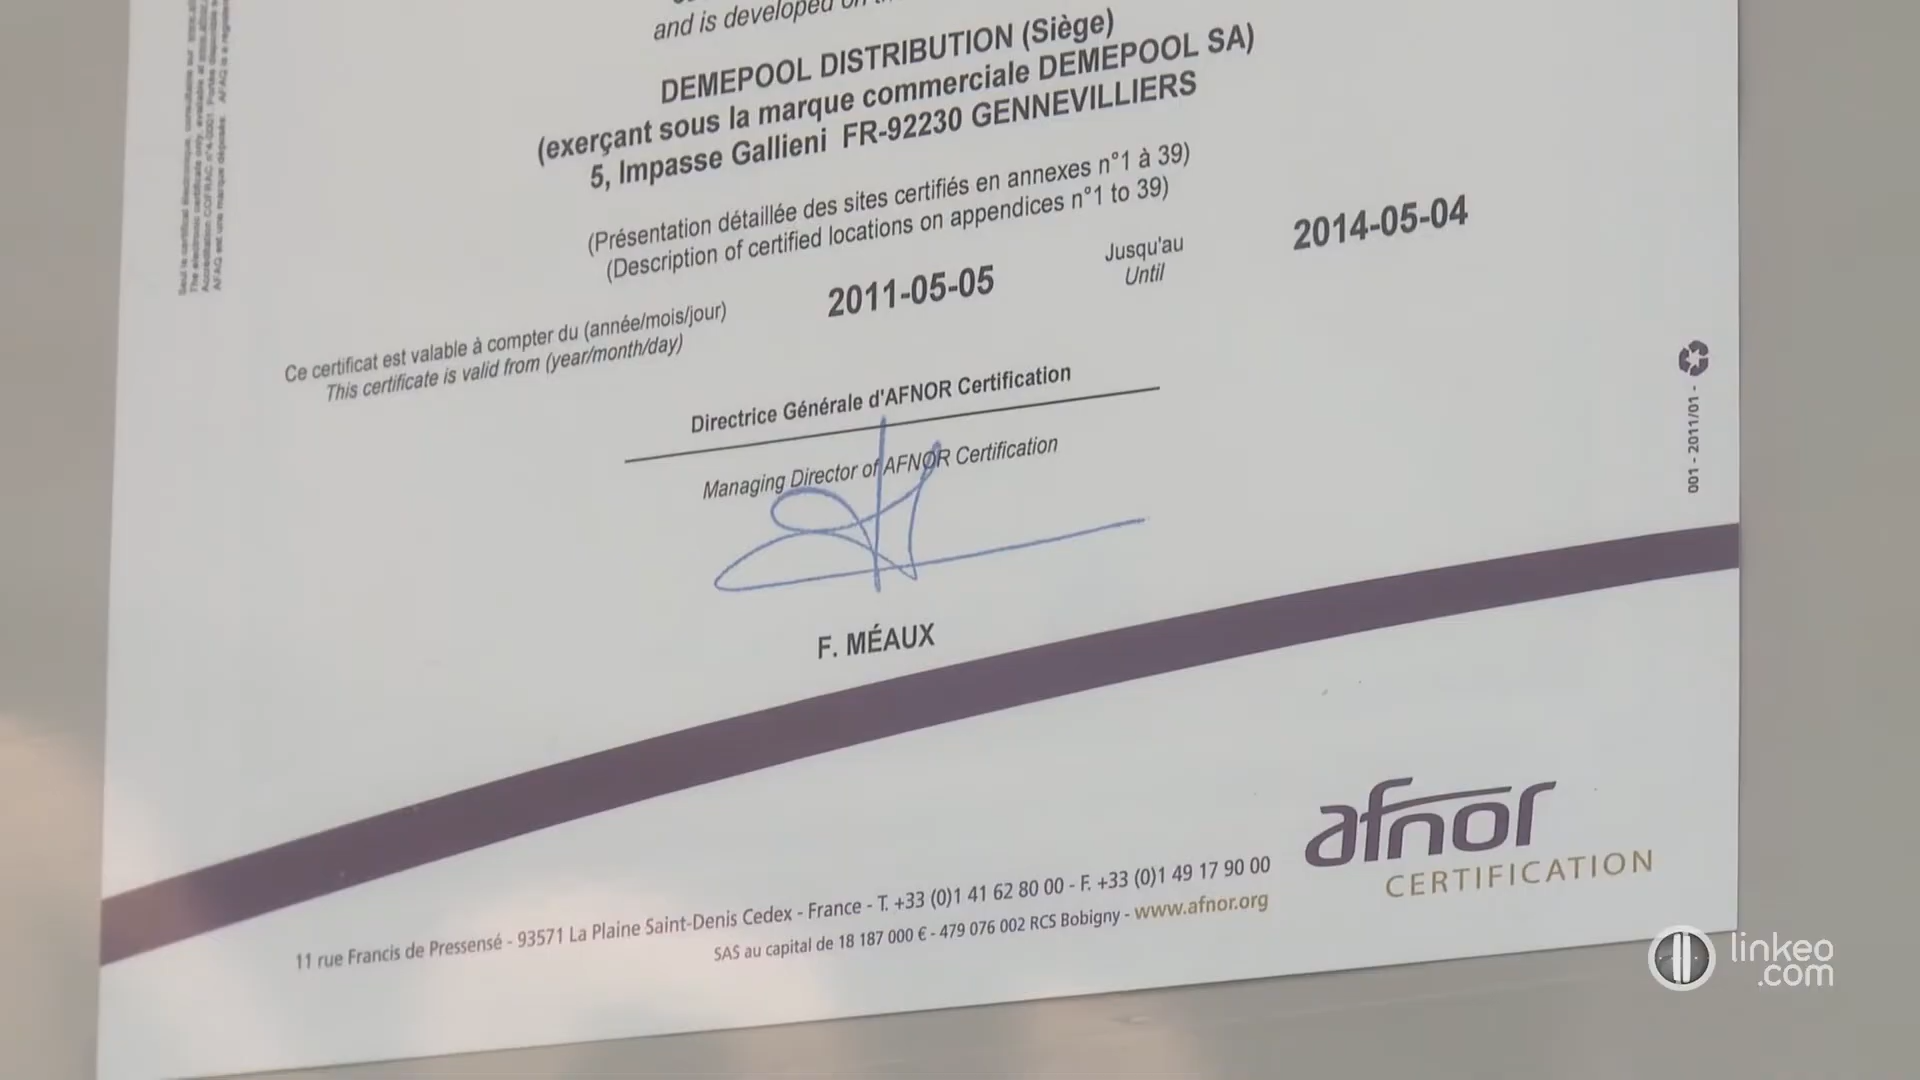 and is developed on
DEMEPOOL DISTRIBUTION (Siège)
(exerçant sous la marque commerciale DEMEPOOL SA)
5, Impasse Gallieni FR-92230 GENNEVILLIERS
(Présentation détaillée des sites certifiés en annexes n°1 à 39)
(Description of certified locations on appendices n°1 to 39)
Ce certificat est valable à compter du (année/mois/jour)
This certificate is valid from (year/month/day)
2011-05-05
Jusqu'au
Until
2014-05-04
Directrice Générale d'AFNOR Certification
Managing Director of AFNOR Certification
F. MÉAUX
001 - 2011/01 -
afnor
CERTIFICATION
11 rue Francis de Pressensé - 93571 La Plaine Saint-Denis Cedex - France - T. +33 (0)1 41 62 80 00 - F. +33 (0)1 49 17 90 00
SAS au capital de 18 187 000 € - 479 076 002 RCS Bobigny - www.afnor.org
linkeo
.com